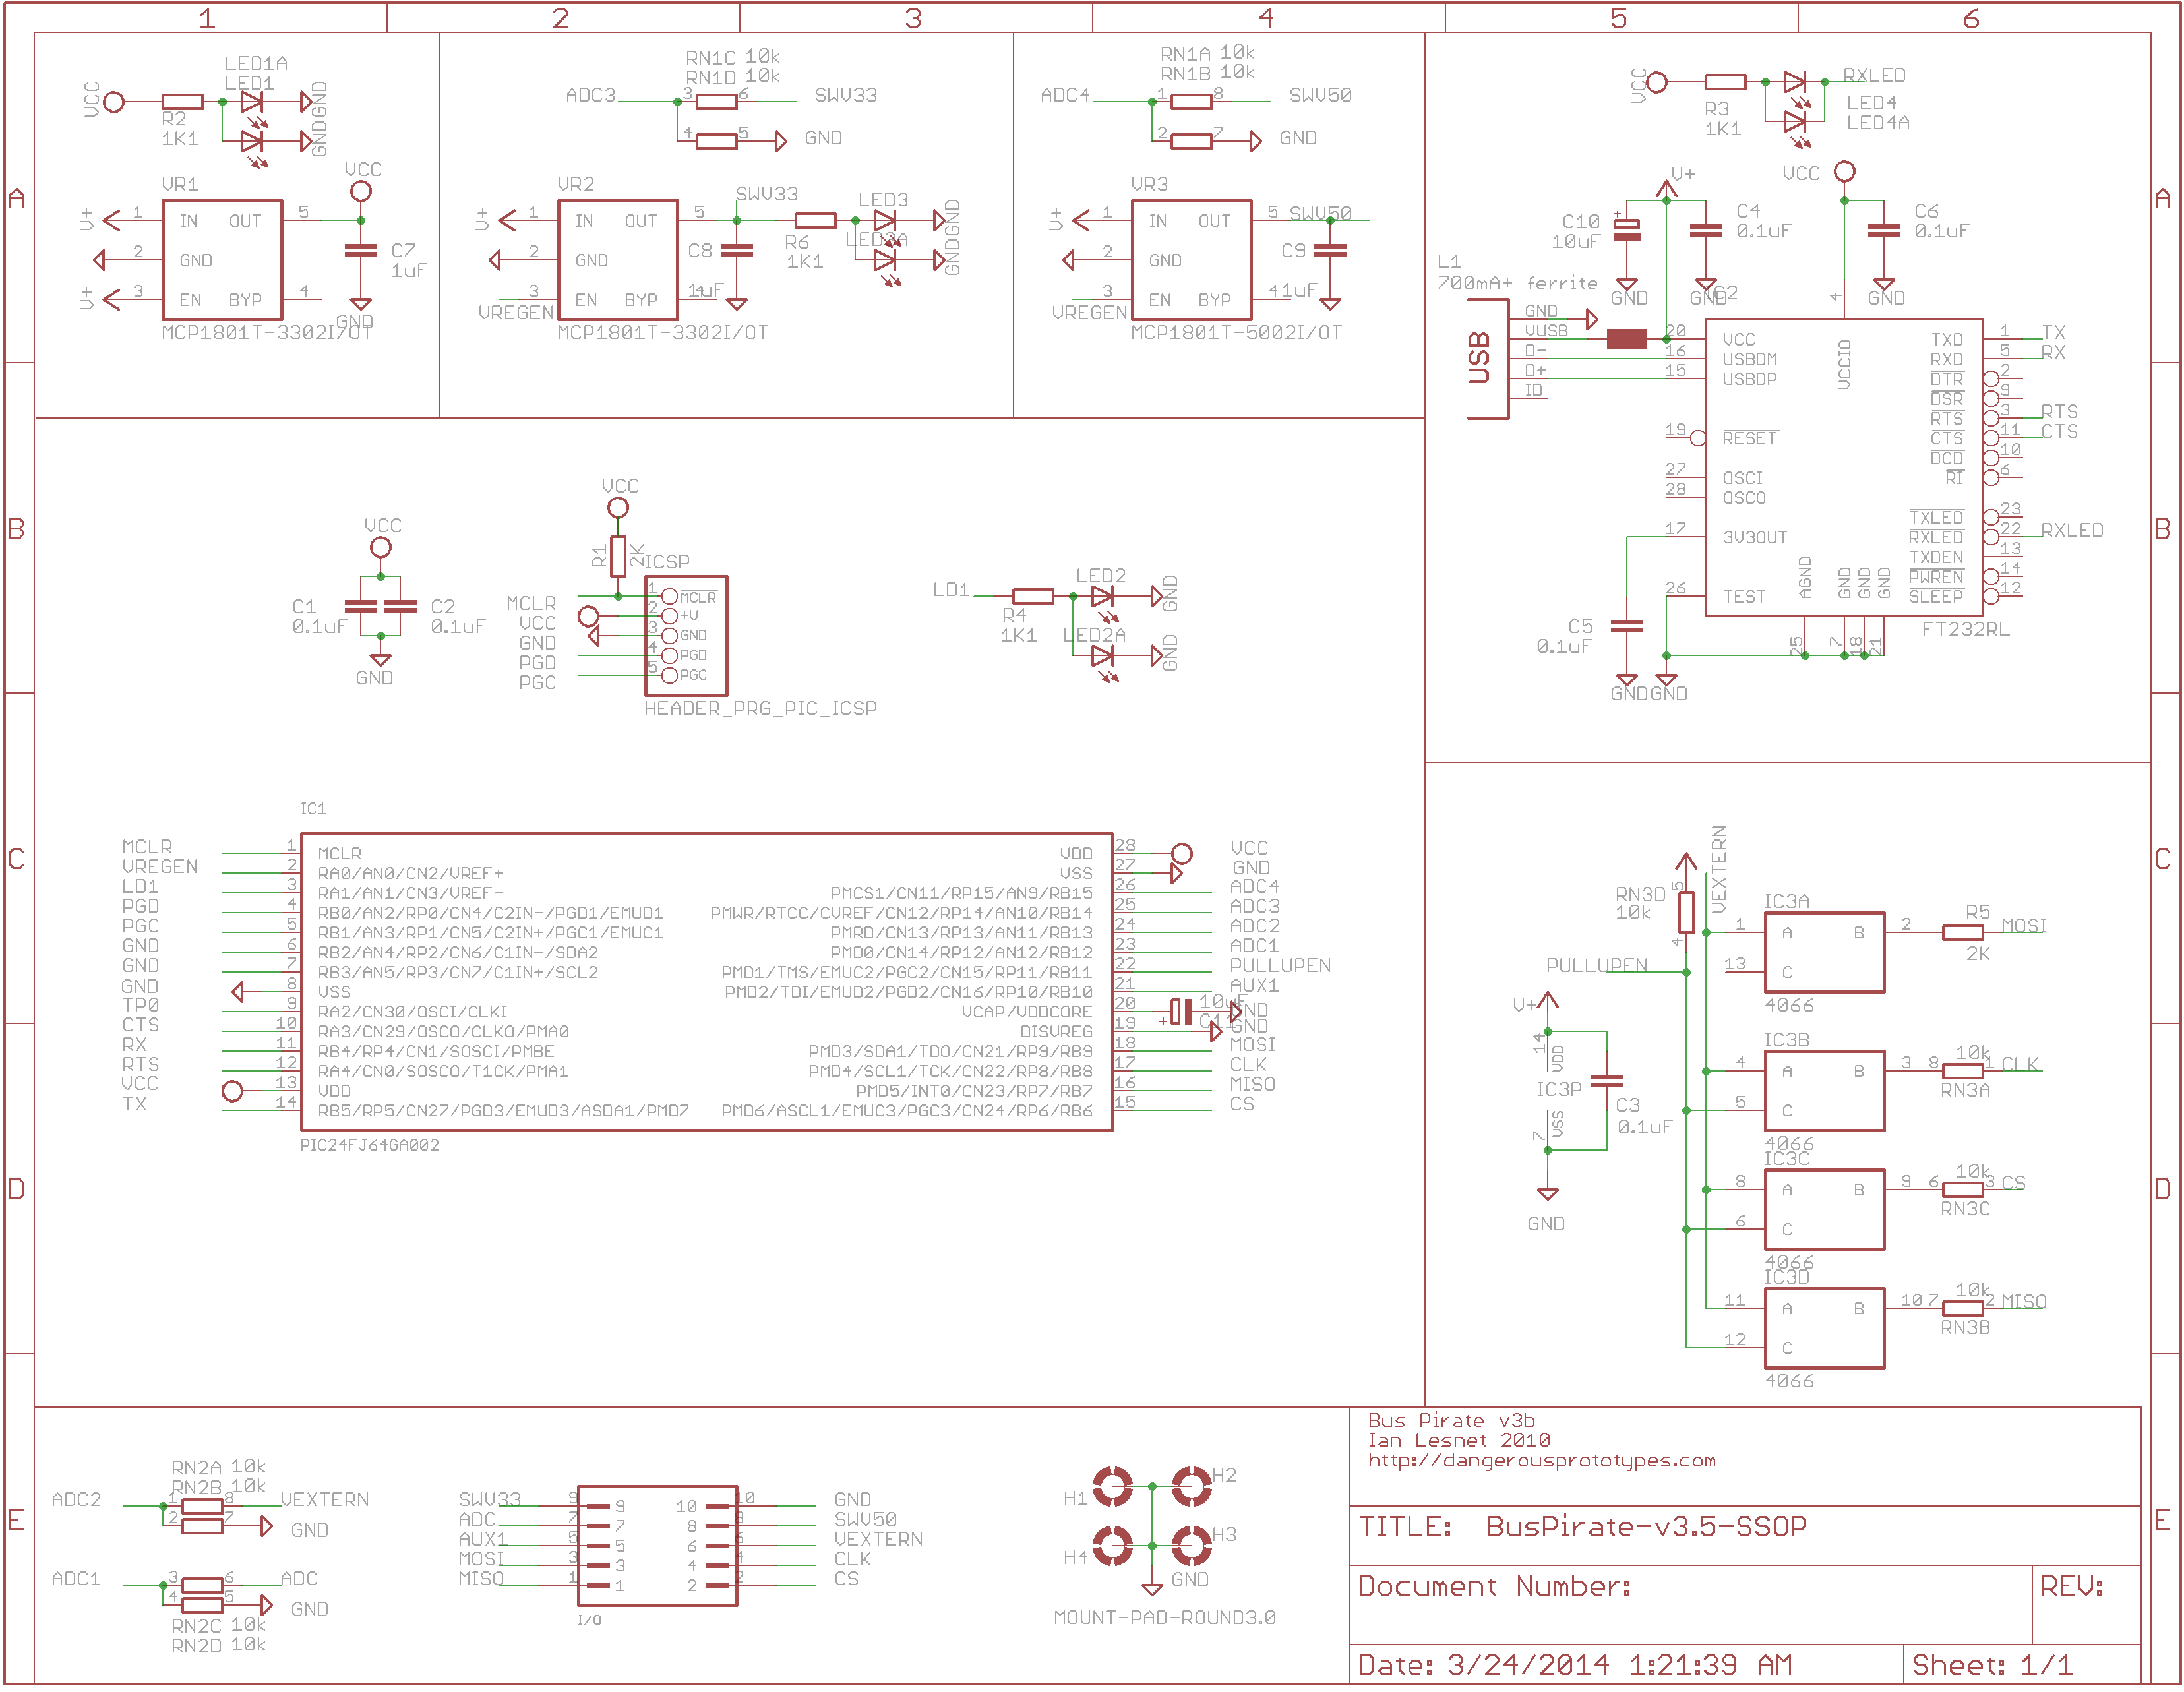 1 2 3 4 5 6
A
B
C
D
E
A
B
C
D
E
LED1A
LED1
VCC
R2
1K1
GND
GND
VR1
V+ 1 IN OUT 5
2 GND
V+ 3 EN BYP 4
MCP1801T-3302I/OT
VCC
C7
1uF
GND
RN1C 10k
RN1D 10k
ADC3 3 6 SWV33
4 5 GND
VR2
V+ 1 IN OUT 5
2 GND
3 EN BYP 4
VREGEN
MCP1801T-3302I/OT
SWV33
C8
1uF
R6
1K1
LED3
LED3A
GND
GND
RN1A 10k
RN1B 10k
ADC4 1 8 SWV50
2 7 GND
VR3
V+ 1 IN OUT 5 SWV50
2 GND
3 EN BYP 4
VREGEN
MCP1801T-5002I/OT
C9
1uF
VCC
R3
1K1
RXLED
LED4
LED4A
V+
C10
10uF
GND
C4
0.1uF
GND
VCC
C6
0.1uF
GND
L1
700mA+ ferrite
USB
GND
VUSB
D-
D+
ID
IC2
4 VCCIO
20 VCC
16 USBDM
15 USBDP
19 RESET
27 OSCI
28 OSCO
17 3V3OUT
26 TEST
TXD 1 TX
RXD 5 RX
DTR 2
DSR 9
RTS 3 RTS
CTS 11 CTS
DCD 10
RI 6
TXLED 23
RXLED 22 RXLED
TXDEN 13
PWREN 14
SLEEP 12
AGND GND GND GND
25 7 18 21
FT232RL
C5
0.1uF
GND GND
VCC
C1
0.1uF
C2
0.1uF
GND
VCC
R1
2K
ICSP
MCLR 1 MCLR
VCC 2 +V
GND 3 GND
PGD 4 PGD
PGC 5 PGC
HEADER_PRG_PIC_ICSP
LD1
R4
1K1
LED2
LED2A
GND
GND
IC1
MCLR 1 MCLR
VREGEN 2 RA0/AN0/CN2/VREF+
LD1 3 RA1/AN1/CN3/VREF-
PGD 4 RB0/AN2/RP0/CN4/C2IN-/PGD1/EMUD1
PGC 5 RB1/AN3/RP1/CN5/C2IN+/PGC1/EMUC1
GND 6 RB2/AN4/RP2/CN6/C1IN-/SDA2
GND 7 RB3/AN5/RP3/CN7/C1IN+/SCL2
GND 8 VSS
TP0 9 RA2/CN30/OSCI/CLKI
CTS 10 RA3/CN29/OSCO/CLKO/PMA0
RX 11 RB4/RP4/CN1/SOSCI/PMBE
RTS 12 RA4/CN0/SOSCO/T1CK/PMA1
VCC 13 VDD
TX 14 RB5/RP5/CN27/PGD3/EMUD3/ASDA1/PMD7
VDD 28 VCC
VSS 27 GND
PMCS1/CN11/RP15/AN9/RB15 26 ADC4
PMWR/RTCC/CVREF/CN12/RP14/AN10/RB14 25 ADC3
PMRD/CN13/RP13/AN11/RB13 24 ADC2
PMD0/CN14/RP12/AN12/RB12 23 ADC1
PMD1/TMS/EMUC2/PGC2/CN15/RP11/RB11 22 PULLUPEN
PMD2/TDI/EMUD2/PGD2/CN16/RP10/RB10 21 AUX1
VCAP/VDDCORE 20 10uF GND
C11
DISVREG 19 GND
PMD3/SDA1/TDO/CN21/RP9/RB9 18 MOSI
PMD4/SCL1/TCK/CN22/RP8/RB8 17 CLK
PMD5/INT0/CN23/RP7/RB7 16 MISO
PMD6/ASCL1/EMUC3/PGC3/CN24/RP6/RB6 15 CS
PIC24FJ64GA002
VEXTERN
RN3D
10k
5
4
PULLUPEN
V+
14
VDD
IC3P
VSS
7
C3
0.1uF
GND
IC3A
1 A B 2 R5 MOSI
2K
13 C
4066
IC3B
4 A B 3 8 10k 1 CLK
RN3A
5 C
4066
IC3C
8 A B 9 6 10k 3 CS
RN3C
6 C
4066
IC3D
11 A B 10 7 10k 2 MISO
RN3B
12 C
4066
RN2A 10k
RN2B 10k
ADC2 1 8 VEXTERN
2 7 GND
ADC1 3 6 ADC
4 5 GND
RN2C 10k
RN2D 10k
SWV33 9 9 10 10 GND
ADC 7 7 8 8 SWV50
AUX1 5 5 6 6 VEXTERN
MOSI 3 3 4 4 CLK
MISO 1 1 2 2 CS
I/O
H1 H2
H4 H3
GND
MOUNT-PAD-ROUND3.0
Bus Pirate v3b
Ian Lesnet 2010
http://dangerousprototypes.com
TITLE: BusPirate-v3.5-SSOP
Document Number:
REV:
Date: 3/24/2014 1:21:39 AM
Sheet: 1/1